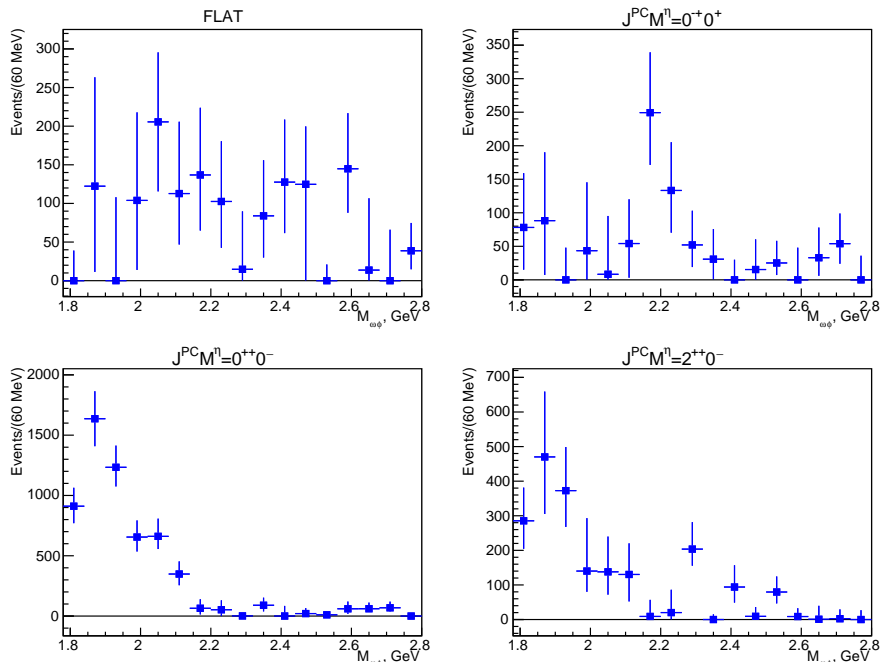 FLAT
Events/(60 MeV)
300
250
200
150
100
50
0
1.8 2 2.2 2.4 2.6 2.8
M_ωφ, GeV
J^PC M^η=0^-+0^+
Events/(60 MeV)
350
300
250
200
150
100
50
0
1.8 2 2.2 2.4 2.6 2.8
M_ωφ, GeV
J^PC M^η=0^++0^−
Events/(60 MeV)
2000
1500
1000
500
0
1.8 2 2.2 2.4 2.6 2.8
M_ωφ, GeV
J^PC M^η=2^++0^−
Events/(60 MeV)
700
600
500
400
300
200
100
0
1.8 2 2.2 2.4 2.6 2.8
M_ωφ, GeV